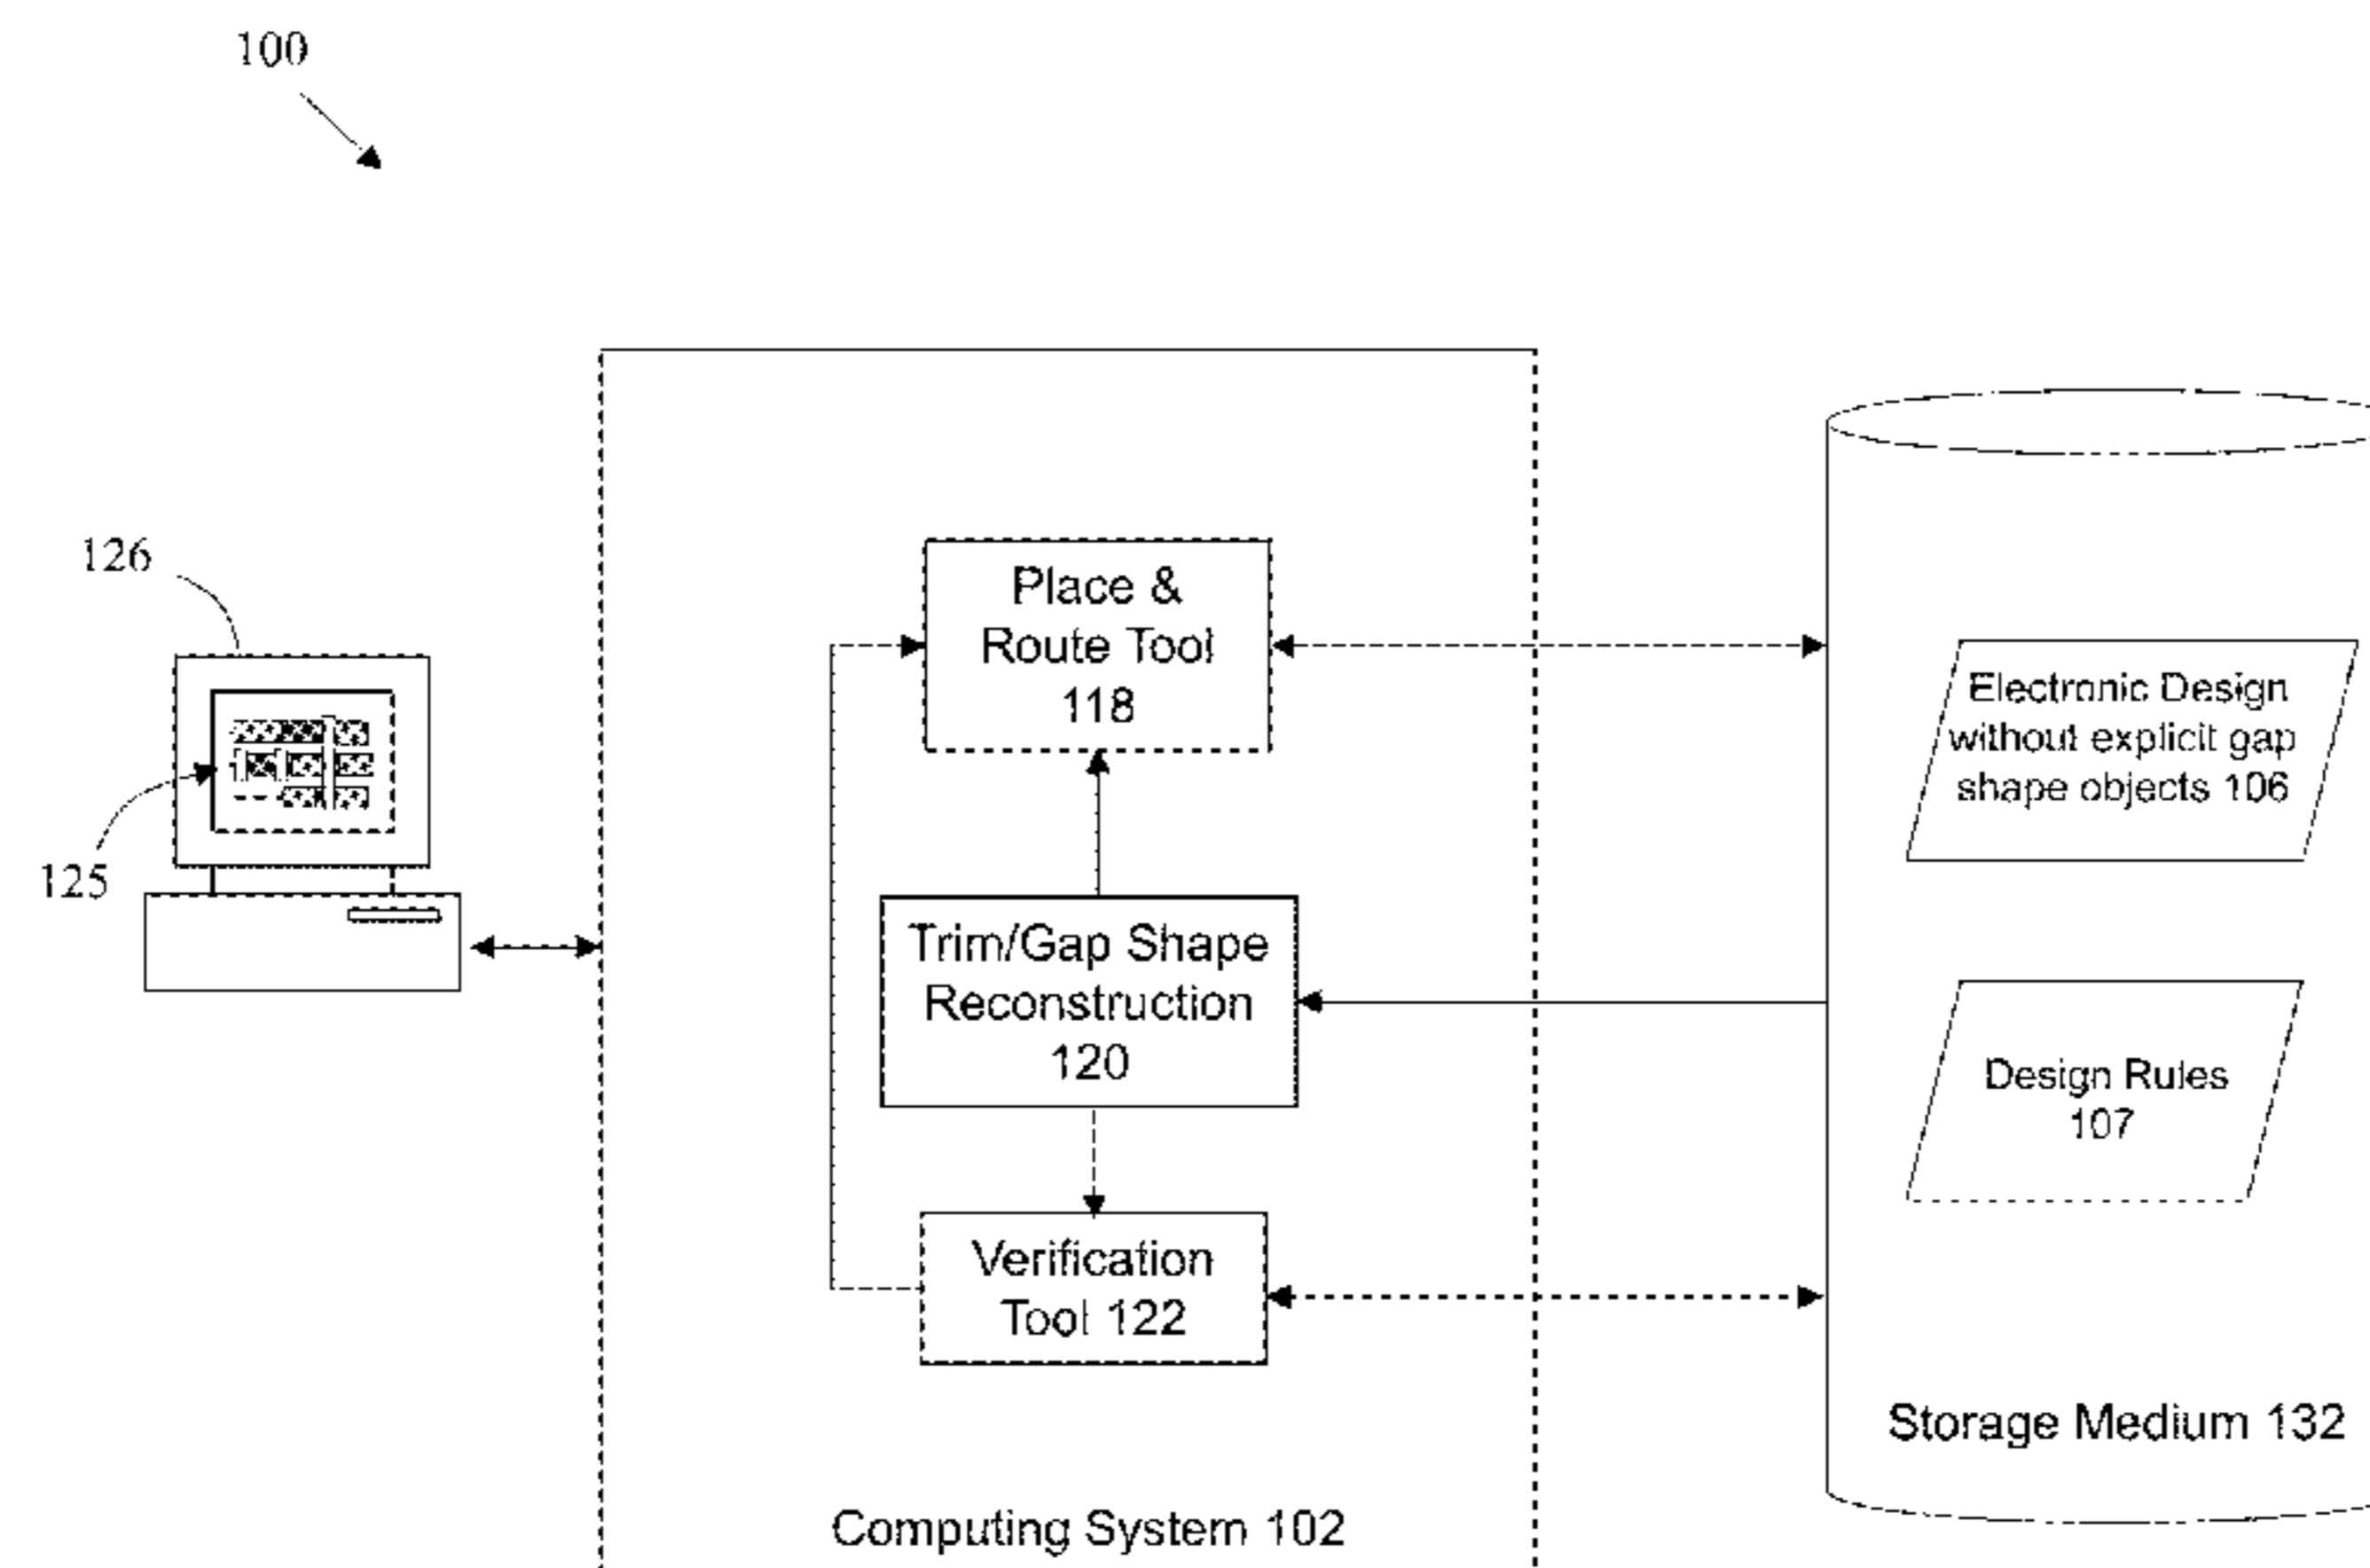 100
126
125
Place &
Route Tool
118
Trim/Gap Shape
Reconstruction
120
Verification
Tool 122
Computing System 102
Electronic Design
without explicit gap
shape objects 106
Design Rules
107
Storage Medium 132